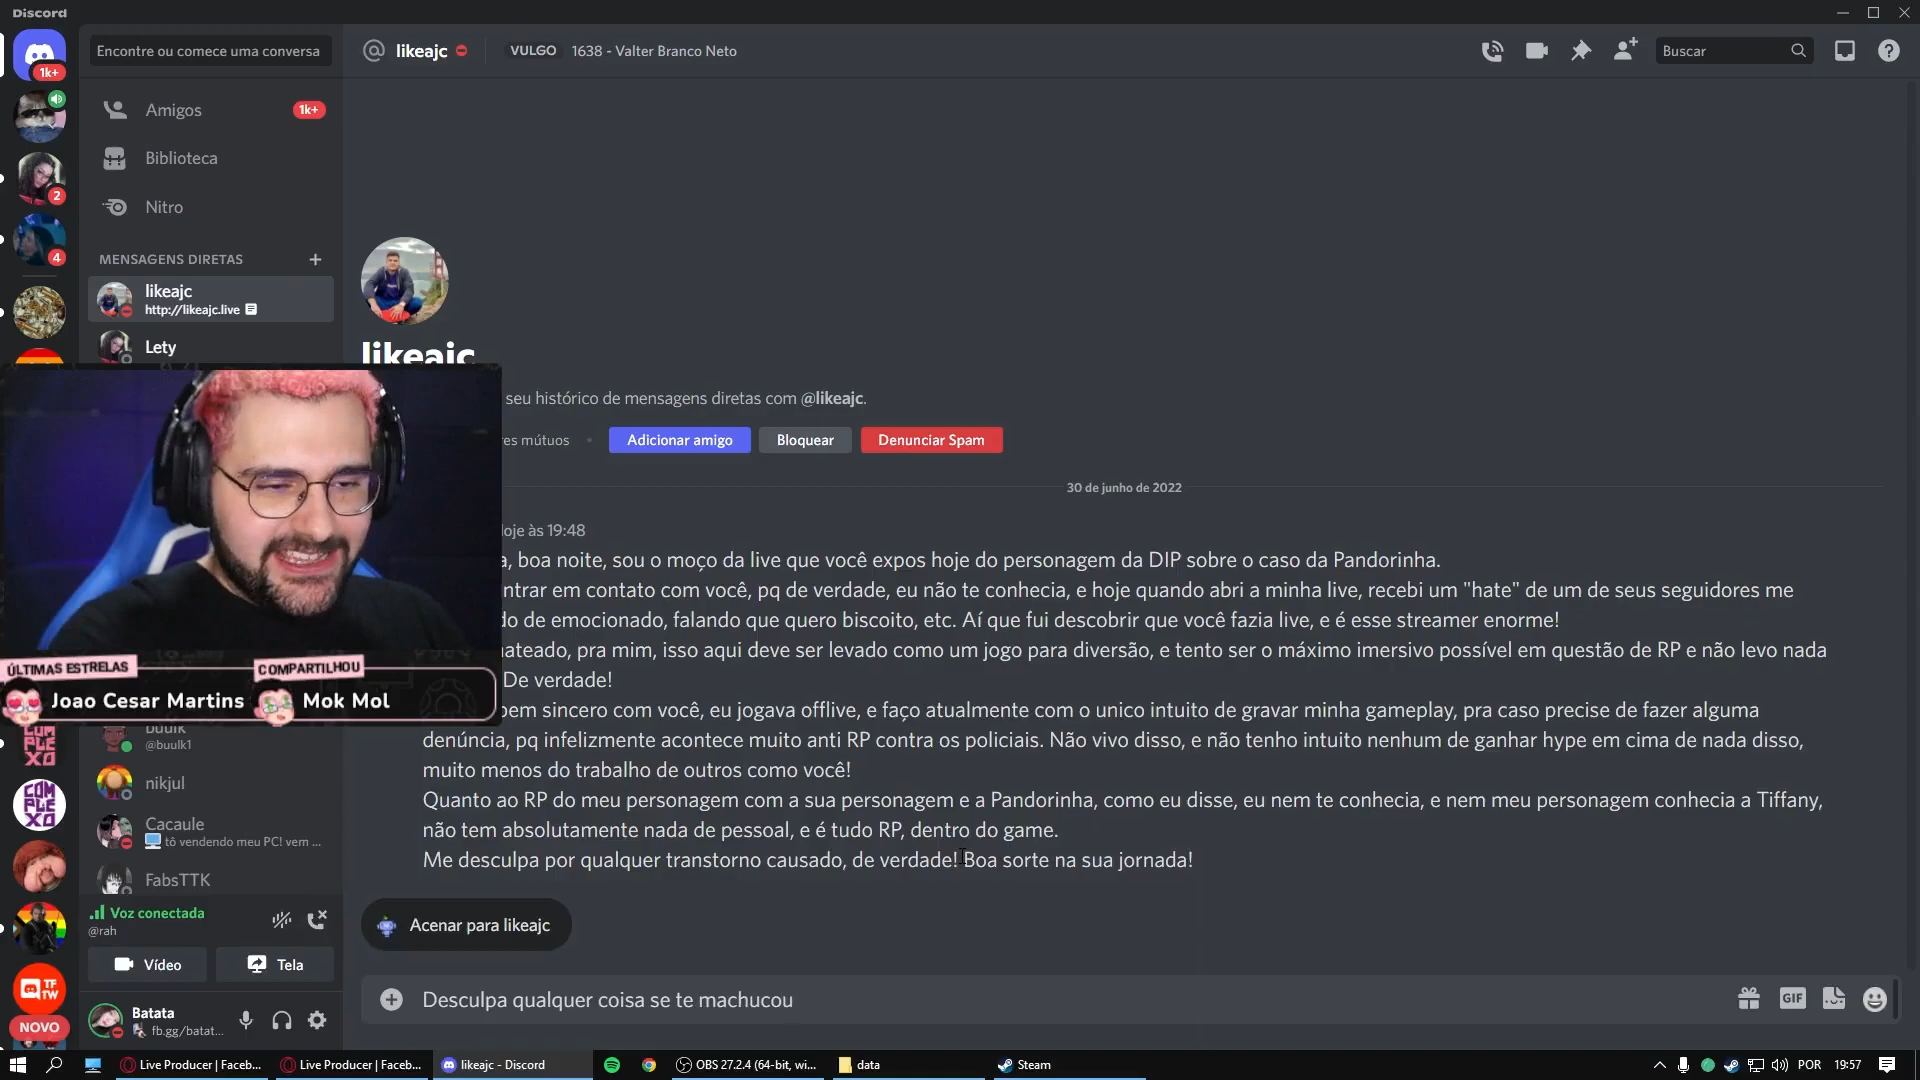 Discord
Encontre ou comece uma conversa
likeajc
VULGO 1638 - Valter Branco Neto
Buscar
1k+
Amigos 1k+
Biblioteca
2
Nitro
4
MENSAGENS DIRETAS
likeajc
http://likeajc.live
Lety
likeajc
seu histórico de mensagens diretas com @likeajc.
mútuos
Adicionar amigo
Bloquear
Denunciar Spam
30 de junho de 2022
às 19:48
boa noite, sou o moço da live que você expos hoje do personagem da DIP sobre o caso da Pandorinha.
em contato com você, pq de verdade, eu não te conhecia, e hoje quando abri a minha live, recebi um "hate" de um de seus seguidores me
de emocionado, falando que quero biscoito, etc. Aí que fui descobrir que você fazia live, e é esse streamer enorme!
pra mim, isso aqui deve ser levado como um jogo para diversão, e tento ser o máximo imersivo possível em questão de RP e não levo nada
De verdade!
bem sincero com você, eu jogava offlive, e faço atualmente com o unico intuito de gravar minha gameplay, pra caso precise de fazer alguma
denúncia, pq infelizmente acontece muito anti RP contra os policiais. Não vivo disso, e não tenho intuito nenhum de ganhar hype em cima de nada disso,
muito menos do trabalho de outros como você!
Quanto ao RP do meu personagem com a sua personagem e a Pandorinha, como eu disse, eu nem te conhecia, e nem meu personagem conhecia a Tiffany,
não tem absolutamente nada de pessoal, e é tudo RP, dentro do game.
Me desculpa por qualquer transtorno causado, de verdade! Boa sorte na sua jornada!
ÚLTIMAS ESTRELAS
COMPARTILHOU
Joao Cesar Martins
Mok Mol
buulk
@buulk1
COMPLEXO
nikjul
COMPLEXO
Cacaule
tô vendendo meu PC! vem ...
FabsTTK
Voz conectada
@rah
Acenar para likeajc
Vídeo
Tela
TF
TW
Desculpa qualquer coisa se te machucou
GIF
Batata
fb.gg/batat...
NOVO
Live Producer | Faceb...
Live Producer | Faceb...
likeajc - Discord
OBS 27.2.4 (64-bit, wi...
data
Steam
POR
19:57